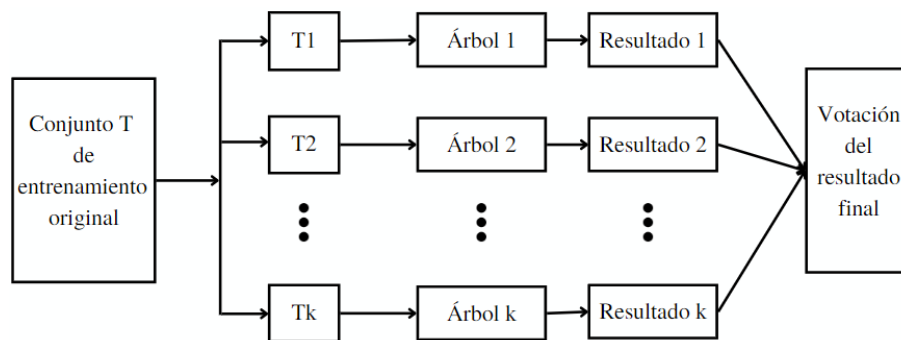 Conjunto T
de
entrenamiento
original
T1
Árbol 1
Resultado 1
T2
Árbol 2
Resultado 2
Tk
Árbol k
Resultado k
Votación
del
resultado
final